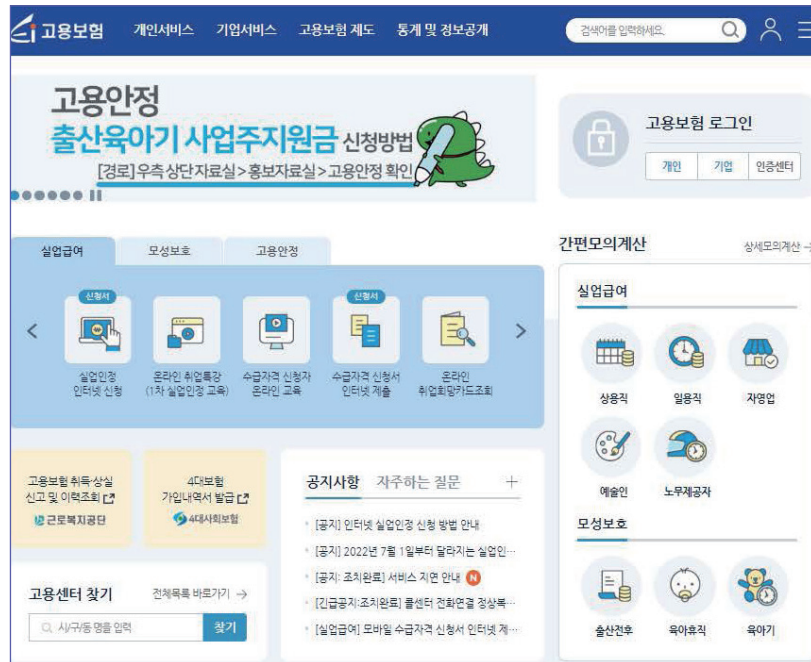 고용보험
개인서비스 기업서비스 고용보험 제도 통계 및 정보공개
검색어를 입력하세요.
고용안정
출산육아기 사업주지원금 신청방법
[경로]우측 상단 자료실>홍보자료실>고용안정 확인
고용보험 로그인
개인 기업 인증센터
실업급여 모성보호 고용안정
신청서
실업인정
인터넷 신청
온라인 취업특강
(1차 실업인정 교육)
수급자격 신청자
온라인 교육
신청서
수급자격 신청서
인터넷 제출
온라인
취업희망카드조회
간편모의계산 상세모의계산 →
실업급여
상용직 일용직 자영업
예술인 노무제공자
모성보호
출산전후 육아휴직 육아기
고용보험 취득·상실
신고 및 이력조회
근로복지공단
4대보험
가입내역서 발급
4대사회보험
공지사항 자주하는 질문 +
[공지] 인터넷 실업인정 신청 방법 안내
[공지] 2022년 7월 1일부터 달라지는 실업인…
[공지: 조치완료] 서비스 지연 안내 N
[긴급공지:조치완료] 콜센터 전화연결 정상복…
[실업급여] 모바일 수급자격 신청서 인터넷 제…
고용센터 찾기 전체목록 바로가기 →
시/구/동 명을 입력 찾기